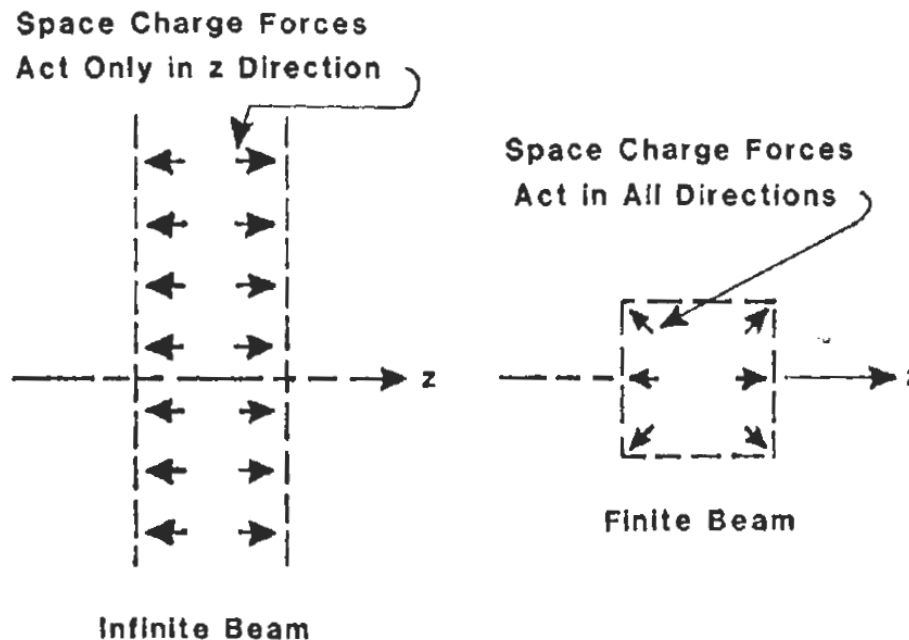 Space Charge Forces
Act Only in z Direction
z
Infinite Beam
Space Charge Forces
Act in All Directions
Finite Beam